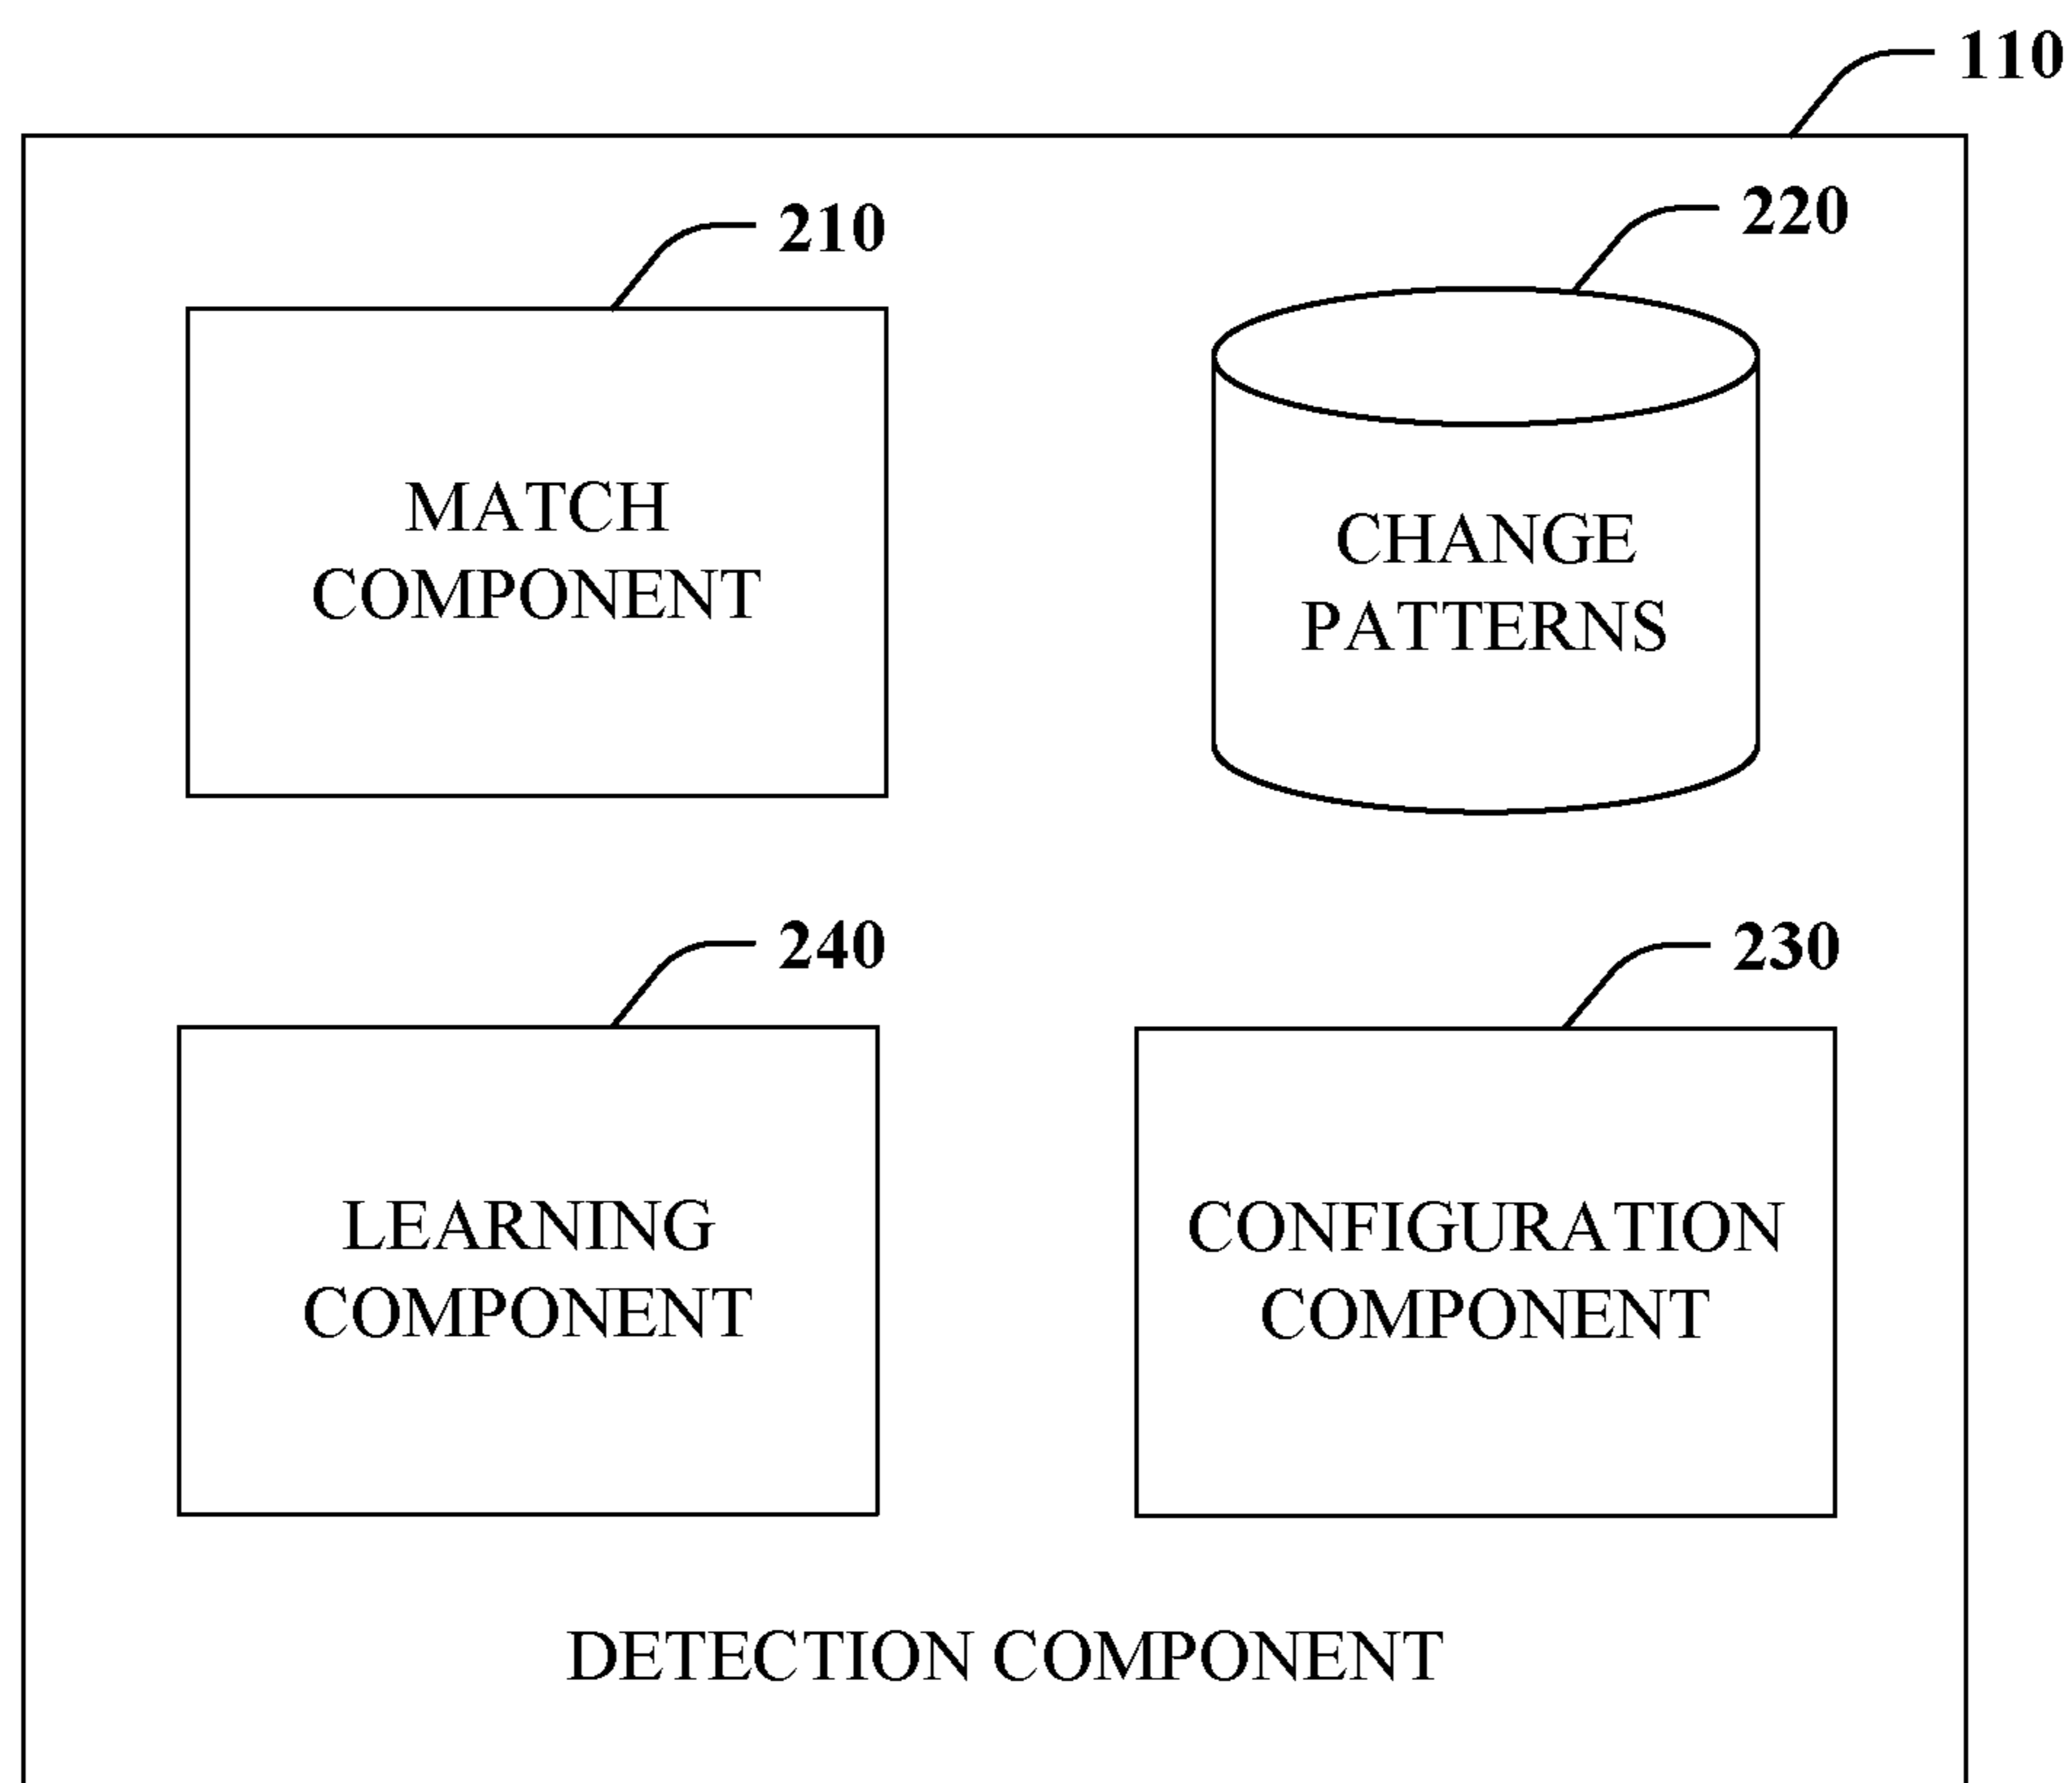 110
210
220
MATCH
COMPONENT
CHANGE
PATTERNS
240
230
LEARNING
COMPONENT
CONFIGURATION
COMPONENT
DETECTION COMPONENT